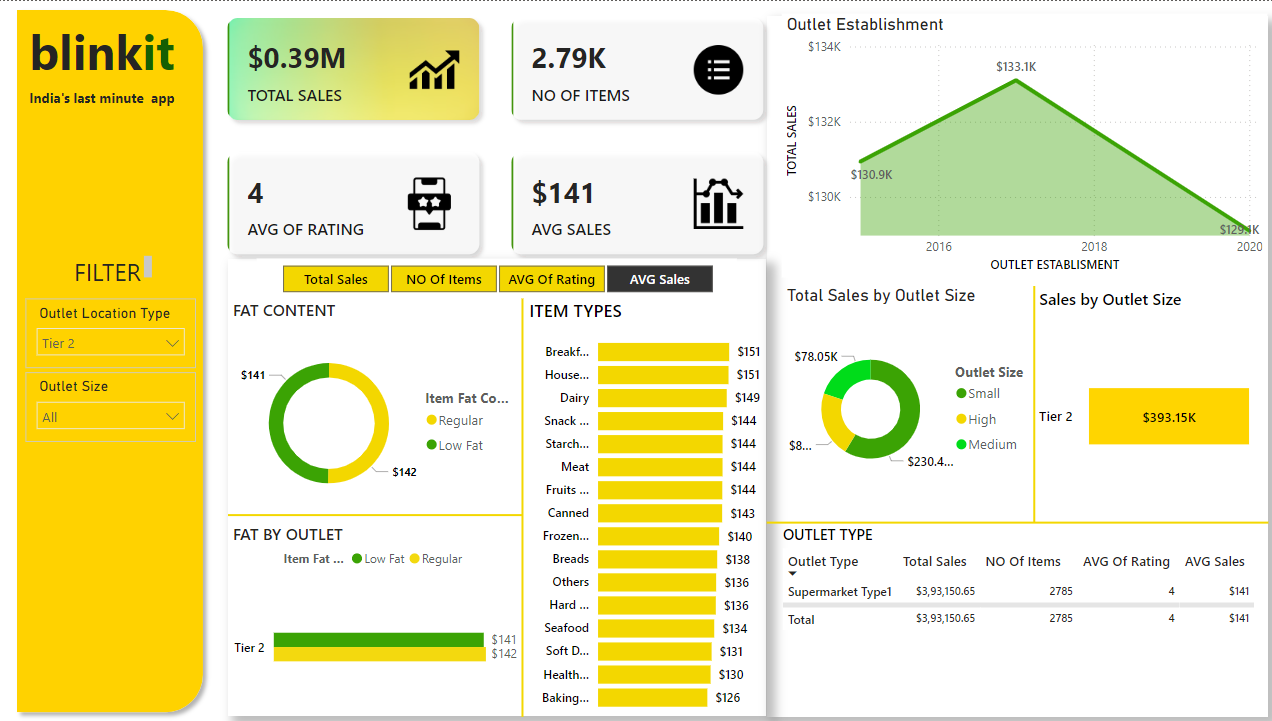 blinkit
India's last minute app
FILTER
Outlet Location Type
Tier 2
Outlet Size
All
$0.39M
TOTAL SALES
2.79K
NO OF ITEMS
4
AVG OF RATING
$141
AVG SALES
Total Sales
NO Of Items
AVG Of Rating
AVG Sales
FAT CONTENT
$141
$142
Item Fat Co...
Regular
Low Fat
FAT BY OUTLET
Item Fat ... Low Fat Regular
Tier 2
$141
$142
ITEM TYPES
Breakf... $151
House... $151
Dairy $149
Snack ... $144
Starch... $144
Meat $144
Fruits ... $144
Canned $143
Frozen... $140
Breads $138
Others $136
Hard ... $136
Seafood $134
Soft D... $131
Health... $130
Baking... $126
Outlet Establishment
TOTAL SALES
$134K
$132K
$130K
$130.9K
$133.1K
$129.1K
2016 2018 2020
OUTLET ESTABLISMENT
Total Sales by Outlet Size
$78.05K
$8...
$230.4...
Outlet Size
Small
High
Medium
Sales by Outlet Size
Tier 2 $393.15K
OUTLET TYPE
Outlet Type Total Sales NO Of Items AVG Of Rating AVG Sales
Supermarket Type1 $3,93,150.65 2785 4 $141
Total $3,93,150.65 2785 4 $141